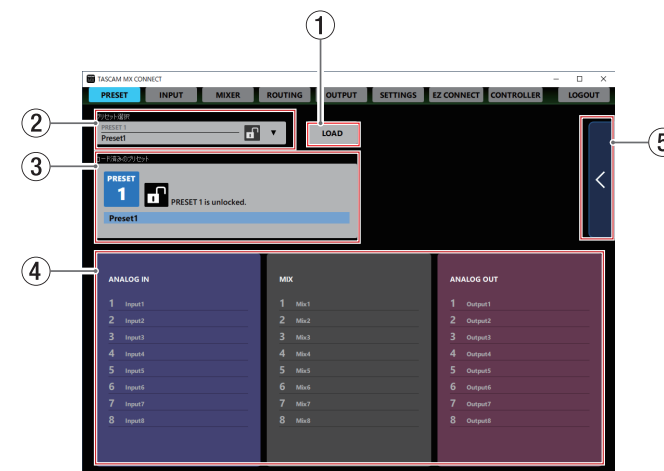 1
TASCAM MX CONNECT
PRESET INPUT MIXER ROUTING OUTPUT SETTINGS EZ CONNECT CONTROLLER LOGOUT
2
プリセット選択
PRESET 1
Preset1
LOAD
5
3
ロード済みのプリセット
PRESET
1
PRESET 1 is unlocked.
Preset1
4
ANALOG IN MIX ANALOG OUT
1 Input1 1 Mix1 1 Output1
2 Input2 2 Mix2 2 Output2
3 Input3 3 Mix3 3 Output3
4 Input4 4 Mix4 4 Output4
5 Input5 5 Mix5 5 Output5
6 Input6 6 Mix6 6 Output6
7 Input7 7 Mix7 7 Output7
8 Input8 8 Mix8 8 Output8